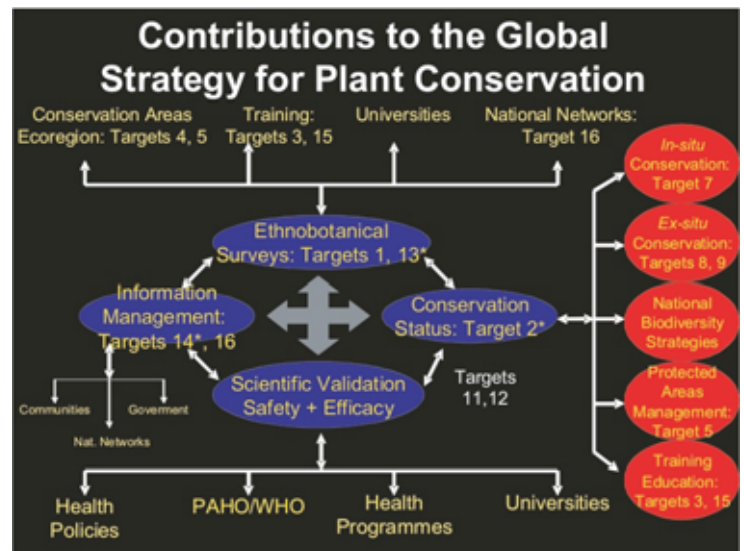 Contributions to the Global
Strategy for Plant Conservation
Conservation Areas
Ecoregion: Targets 4, 5
Training:
Targets 3, 15
Universities
National Networks:
Target 16
In-situ
Conservation:
Target 7
Ethnobotanical
Surveys: Targets 1, 13*
Ex-situ
Conservation:
Targets 8, 9
Information
Management:
Targets 14*, 16
Conservation
Status: Target 2*
National
Biodiversity
Strategies
Scientific Validation
Safety + Efficacy
Targets
11,12
Protected
Areas
Management:
Target 5
Communities
Goverment
Nat. Networks
Training
Education:
Targets 3, 15
Health
Policies
PAHO/WHO
Health
Programmes
Universities